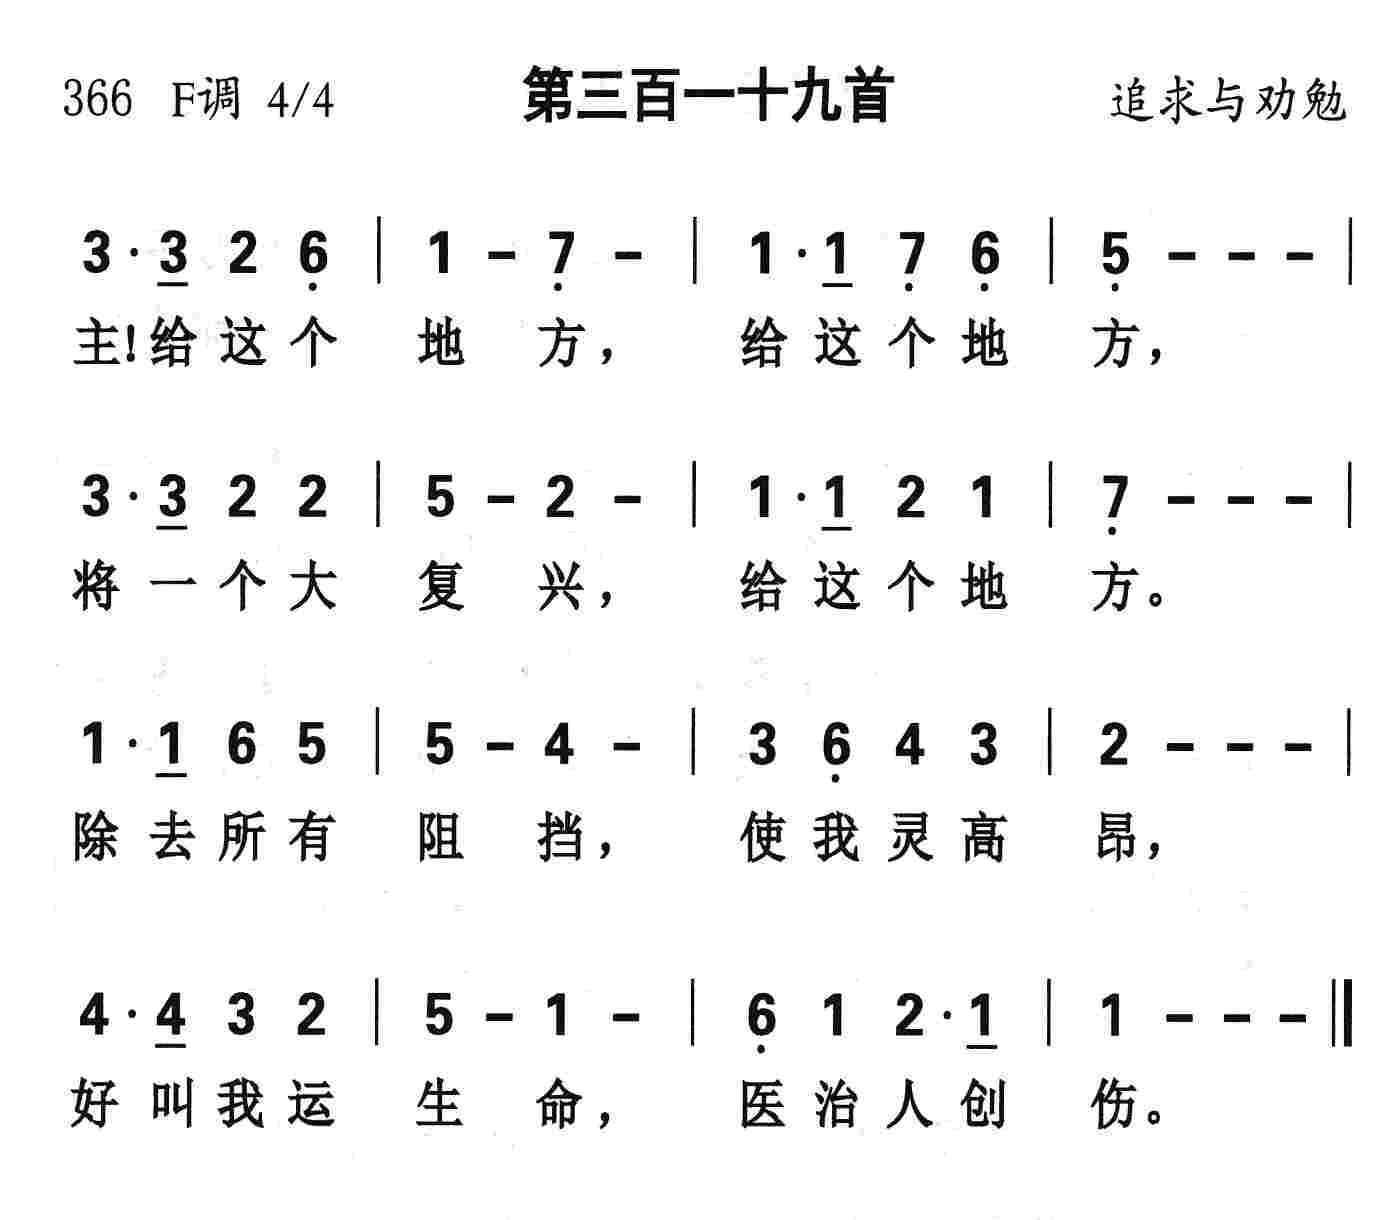 366 F调 4/4 第三百一十九首 追求与劝勉
3·3 2 6̣ | 1 - 7̣ - | 1·1 7̣ 6̣ | 5̣ - - - |
主!给这个 地 方, 给这个地 方,
3·3 2 2 | 5 - 2 - | 1·1 2 1 | 7̣ - - - |
将一个大 复 兴, 给这个地 方。
1·1 6 5 | 5 - 4 - | 3 6̣ 4 3 | 2 - - - |
除去所有 阻 挡, 使我灵高 昂,
4·4 3 2 | 5 - 1 - | 6̣ 1 2·1 | 1 - - - ‖
好叫我运 生 命, 医治人创 伤。